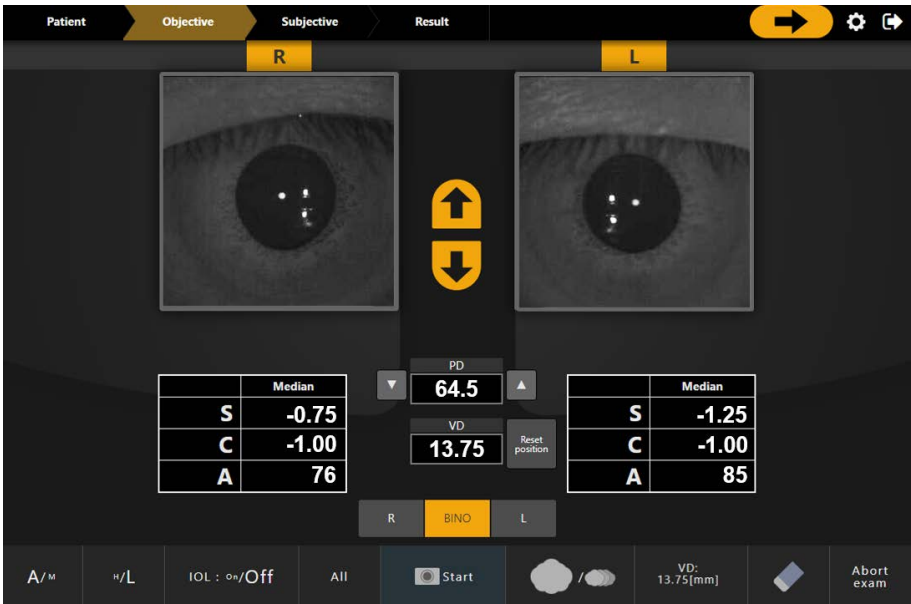 Patient Objective Subjective Result
R L
PD
64.5
VD
13.75
Reset
position
Median
S -0.75
C -1.00
A 76
Median
S -1.25
C -1.00
A 85
R BINO L
A/M H/L IOL : On/Off All Start / VD:
13.75[mm] Abort
exam